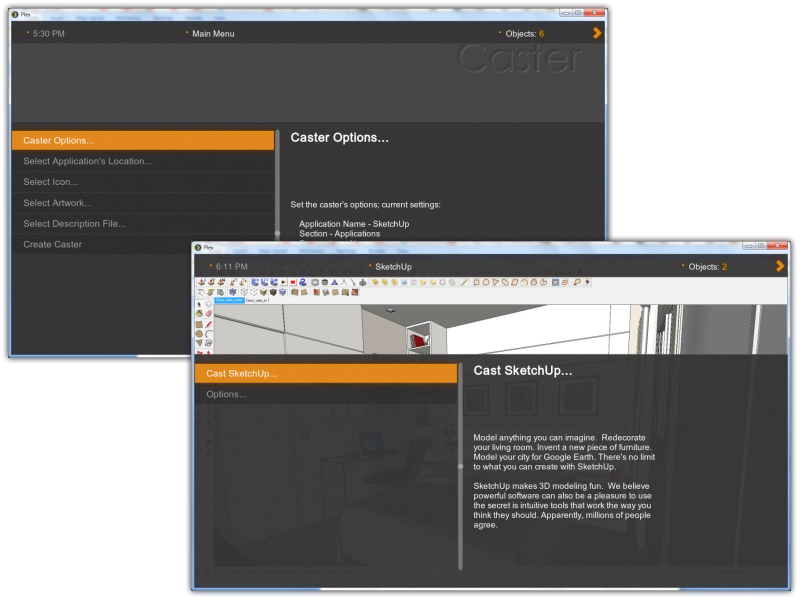 Plex
5:30 PM
Main Menu
Objects: 6
Caster
Caster Options...
Select Application's Location...
Select Icon...
Select Artwork...
Select Description File...
Create Caster
Caster Options...
Set the caster's options; current settings:
Application Name - SketchUp
Section - Applications
Plex
6:11 PM
SketchUp
Objects: 2
Cast SketchUp...
Options...
Cast SketchUp...
Model anything you can imagine. Redecorate
your living room. Invent a new piece of furniture.
Model your city for Google Earth. There's no limit
to what you can create with SketchUp.
SketchUp makes 3D modeling fun. We believe
powerful software can also be a pleasure to use
the secret is intuitive tools that work the way you
think they should. Apparently, millions of people
agree.